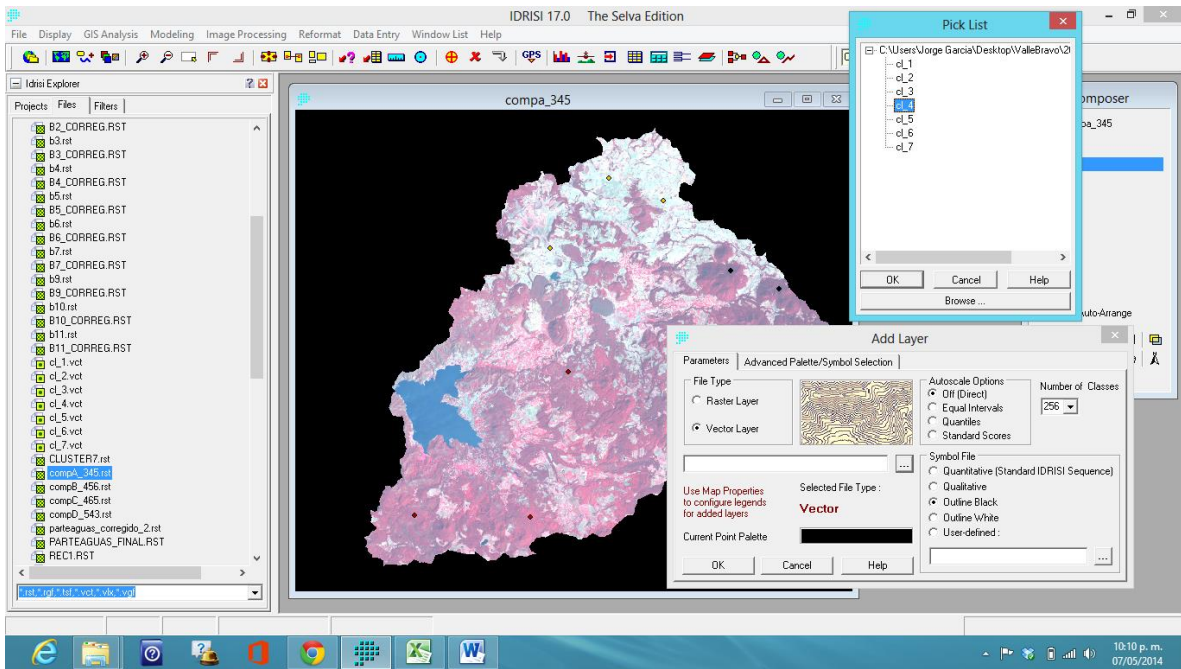 IDRISI 17.0 The Selva Edition
File Display GIS Analysis Modeling Image Processing Reformat Data Entry Window List Help
GPS
Idrisi Explorer
Projects Files Filters
B2_CORREG.RST
b3.rst
B3_CORREG.RST
b4.rst
B4_CORREG.RST
b5.rst
B5_CORREG.RST
b6.rst
B6_CORREG.RST
b7.rst
B7_CORREG.RST
b9.rst
B9_CORREG.RST
b10.rst
B10_CORREG.RST
b11.rst
B11_CORREG.RST
cl_1.vct
cl_2.vct
cl_3.vct
cl_4.vct
cl_5.vct
cl_6.vct
cl_7.vct
CLUSTER7.rst
compA_345.rst
compB_456.rst
compC_465.rst
compD_543.rst
parteaguas_corregido_2.rst
PARTEAGUAS_FINAL.RST
REC1.RST
*.rst,*.rgf,*.tsf,*.vct,*.vlx,*.vgf
compa_345
Pick List
C:\Users\Jorge Garcia\Desktop\ValleBravo\2
cl_1
cl_2
cl_3
cl_4
cl_5
cl_6
cl_7
OK Cancel Help
Browse ...
mposer
pa_345
uto-Arrange
Add Layer
Parameters Advanced Palette/Symbol Selection
File Type
Raster Layer
Vector Layer
Autoscale Options
Off (Direct)
Equal Intervals
Quantiles
Standard Scores
Number of Classes
256
...
Use Map Properties
to configure legends
for added layers
Selected File Type :
Vector
Current Point Palette
OK Cancel Help
Symbol File
Quantitative (Standard IDRISI Sequence)
Qualitative
Outline Black
Outline White
User-defined :
...
10:10 p. m.
07/05/2014